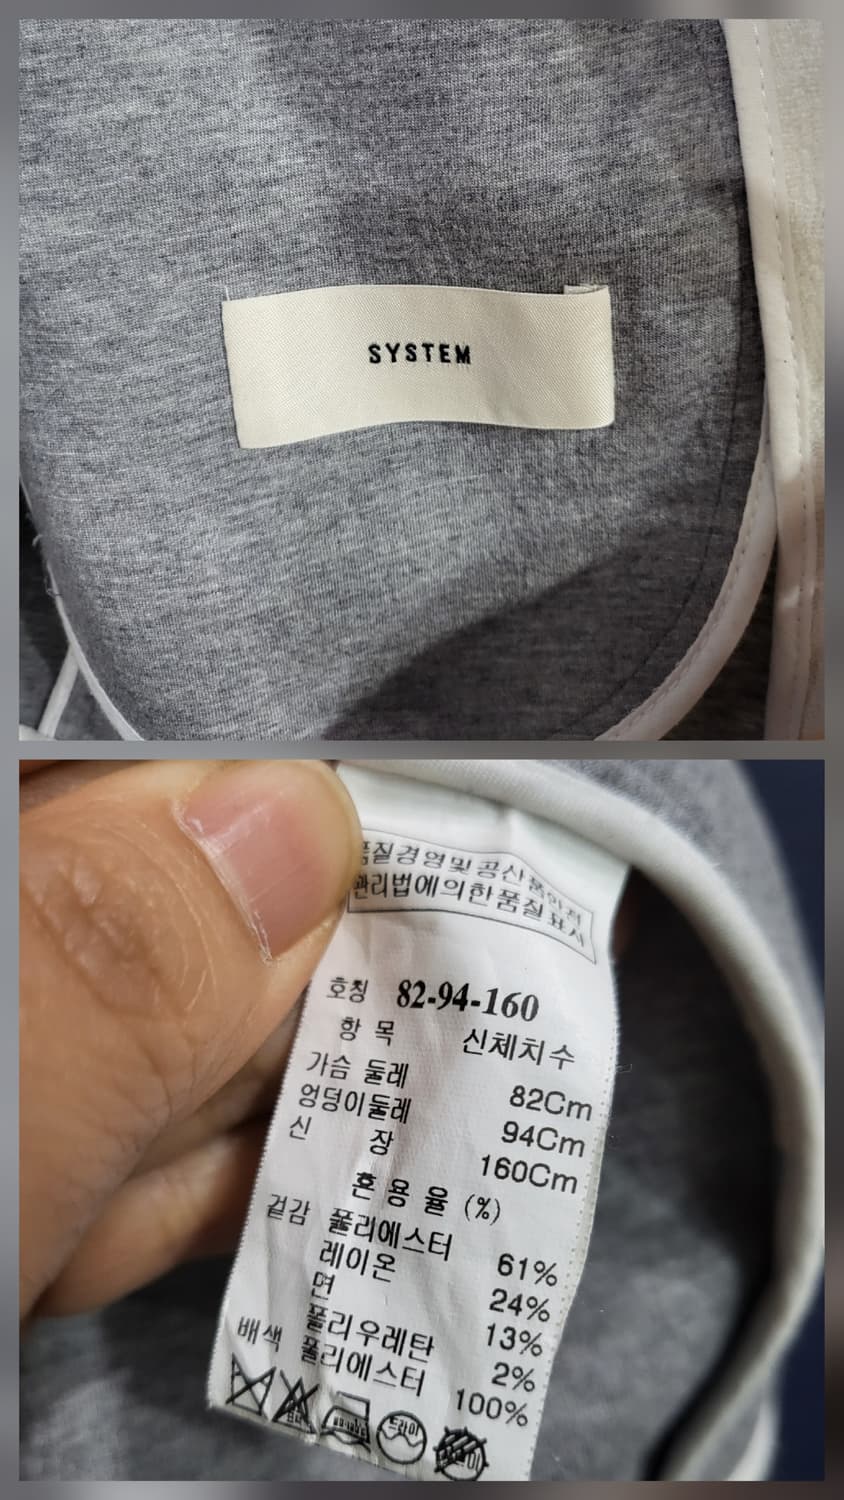 SYSTEM
품질경영및 공산품안전
관리법에의한품질표시
호칭 82-94-160
항 목 신체치수
가슴 둘레 82Cm
엉덩이둘레 94Cm
신 장 160Cm
혼 용 율 (%)
겉감 폴리에스터 61%
레이온 24%
면 13%
폴리우레탄 2%
배색 폴리에스터 100%
드라이